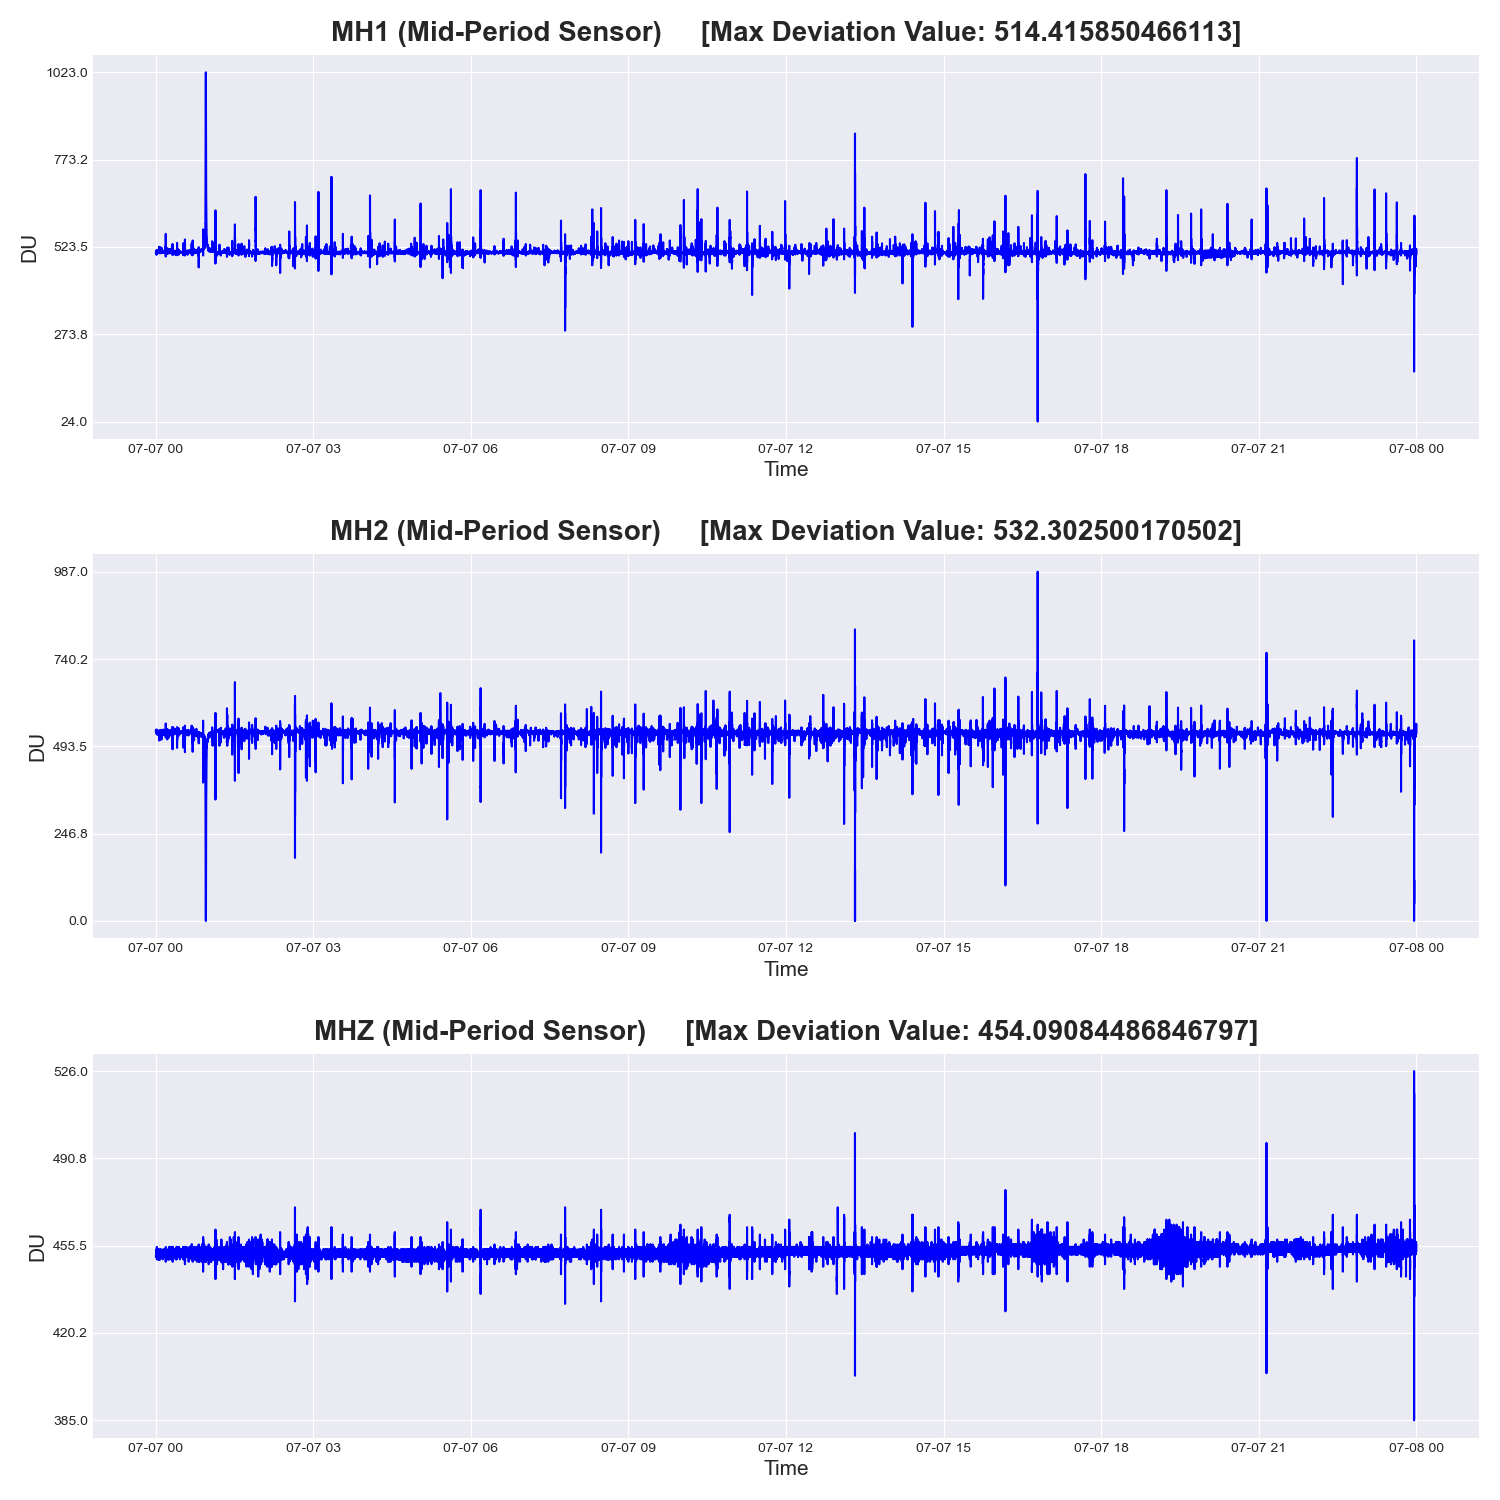 MH1 (Mid-Period Sensor) [Max Deviation Value: 514.415850466113]
1023.0
773.2
523.5
273.8
24.0
DU
07-07 00 07-07 03 07-07 06 07-07 09 07-07 12 07-07 15 07-07 18 07-07 21 07-08 00
Time
MH2 (Mid-Period Sensor) [Max Deviation Value: 532.302500170502]
987.0
740.2
493.5
246.8
0.0
DU
07-07 00 07-07 03 07-07 06 07-07 09 07-07 12 07-07 15 07-07 18 07-07 21 07-08 00
Time
MHZ (Mid-Period Sensor) [Max Deviation Value: 454.09084486846797]
526.0
490.8
455.5
420.2
385.0
DU
07-07 00 07-07 03 07-07 06 07-07 09 07-07 12 07-07 15 07-07 18 07-07 21 07-08 00
Time